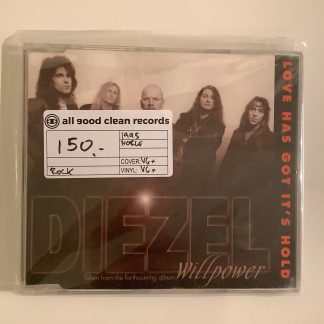 all good clean records
150.-
1995
NORGE
COVER: VG+
ROCK
VINYL: VG+
LOVE HAS GOT IT'S HOLD
DIEZEL
Taken from the forthcoming album Willpower